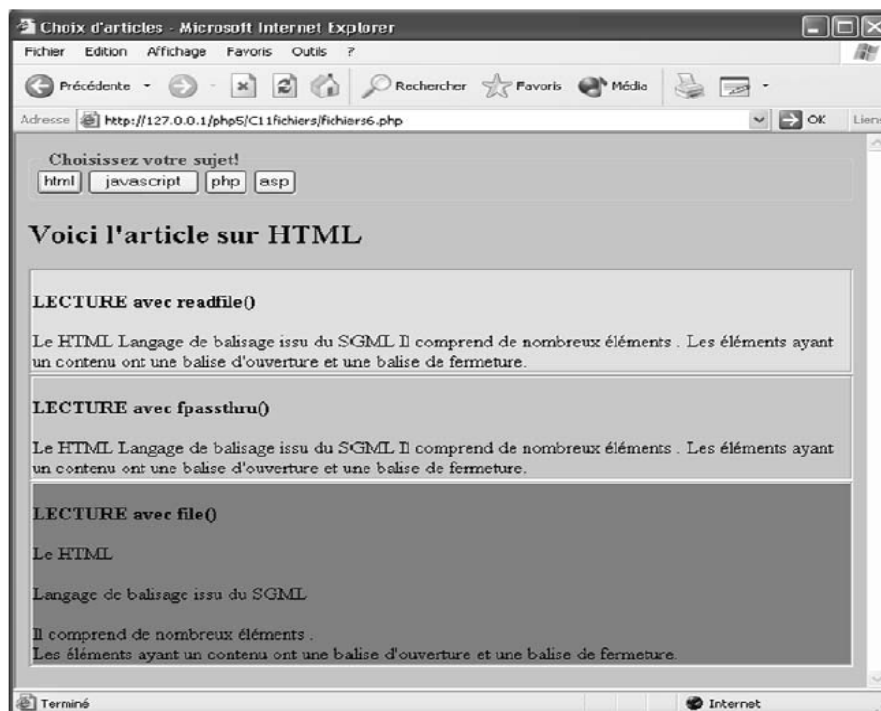 Choix d'articles - Microsoft Internet Explorer
Fichier Edition Affichage Favoris Outils ?
Précédente Rechercher Favoris Média
Adresse http://127.0.0.1/php5/C11fichiers/fichiers6.php OK Liens
Choisissez votre sujet!
html javascript php asp
Voici l'article sur HTML
LECTURE avec readfile()
Le HTML Langage de balisage issu du SGML Il comprend de nombreux éléments . Les éléments ayant
un contenu ont une balise d'ouverture et une balise de fermeture.
LECTURE avec fpassthru()
Le HTML Langage de balisage issu du SGML Il comprend de nombreux éléments . Les éléments ayant
un contenu ont une balise d'ouverture et une balise de fermeture.
LECTURE avec file()
Le HTML
Langage de balisage issu du SGML
Il comprend de nombreux éléments .
Les éléments ayant un contenu ont une balise d'ouverture et une balise de fermeture.
Terminé Internet